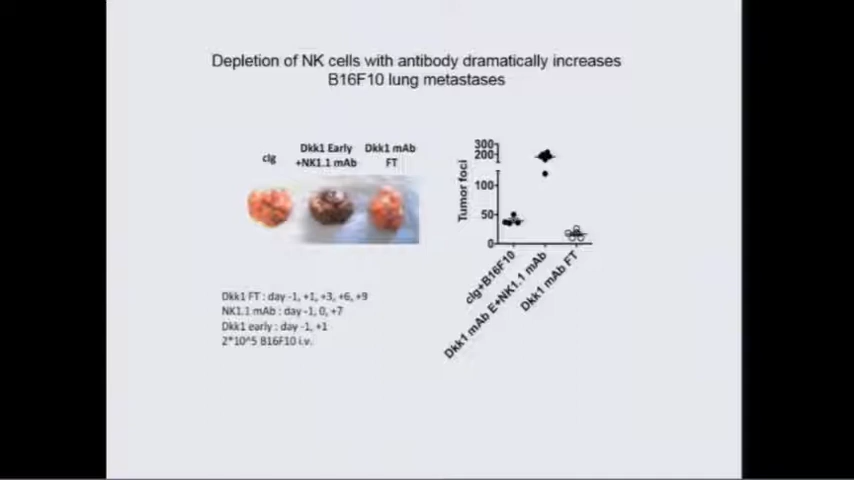 Depletion of NK cells with antibody dramatically increases
B16F10 lung metastases
cIg
Dkk1 Early
+NK1.1 mAb
Dkk1 mAb
FT
Tumor foci
300
200
100
50
0
cIg+B16F10
Dkk1 mAb E+NK1.1 mAb
Dkk1 mAb FT
Dkk1 FT : day -1, +1, +3, +6, +9
NK1.1 mAb : day -1, 0, +7
Dkk1 early : day -1, +1
2*10^5 B16F10 i.v.